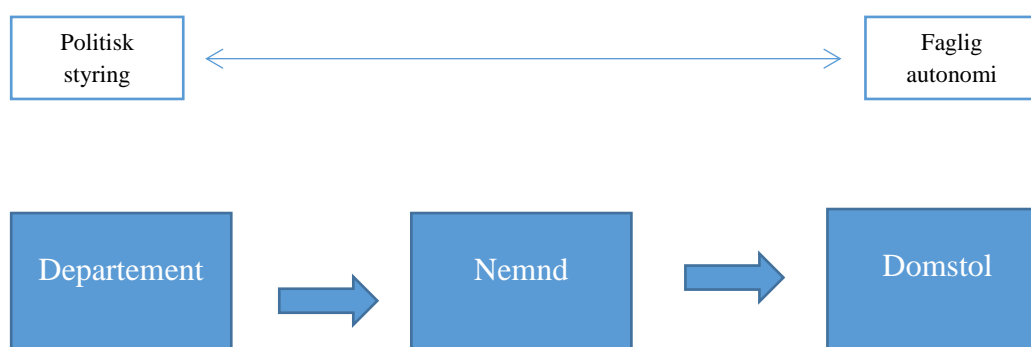 Politisk
styring
Faglig
autonomi
Departement
Nemnd
Domstol